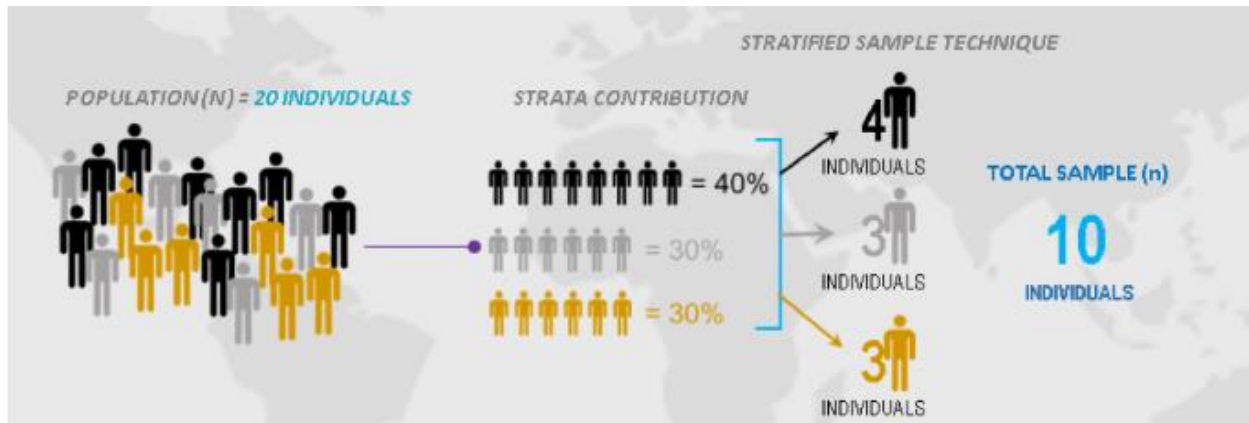 STRATIFIED SAMPLE TECHNIQUE
POPULATION (N) = 20 INDIVIDUALS
STRATA CONTRIBUTION
= 40%
= 30%
= 30%
4
INDIVIDUALS
3
INDIVIDUALS
3
INDIVIDUALS
TOTAL SAMPLE (n)
10
INDIVIDUALS